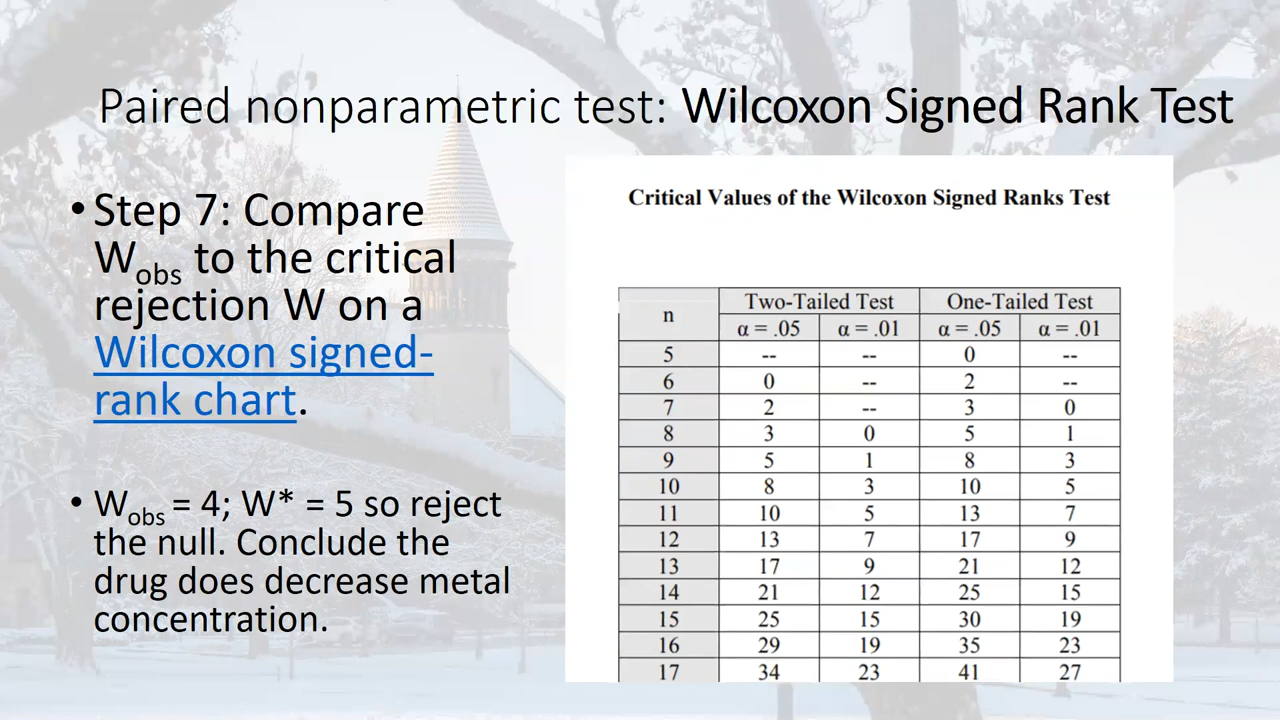 Paired nonparametric test: Wilcoxon Signed Rank Test
• Step 7: Compare
Wobs to the critical
rejection W on a
Wilcoxon signed-
rank chart.
• Wobs = 4; W* = 5 so reject
the null. Conclude the
drug does decrease metal
concentration.
Critical Values of the Wilcoxon Signed Ranks Test
n Two-Tailed Test One-Tailed Test
α = .05 α = .01 α = .05 α = .01
5 -- -- 0 --
6 0 -- 2 --
7 2 -- 3 0
8 3 0 5 1
9 5 1 8 3
10 8 3 10 5
11 10 5 13 7
12 13 7 17 9
13 17 9 21 12
14 21 12 25 15
15 25 15 30 19
16 29 19 35 23
17 34 23 41 27